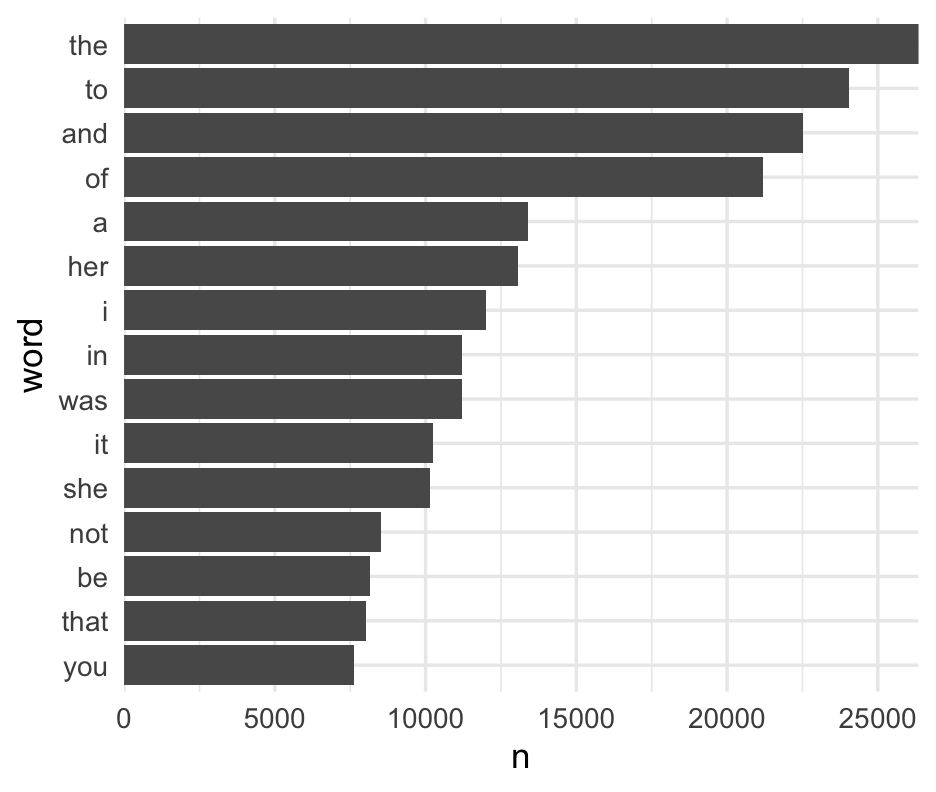 the
to
and
of
a
her
i
in
was
it
she
not
be
that
you
word
0 5000 10000 15000 20000 25000
n